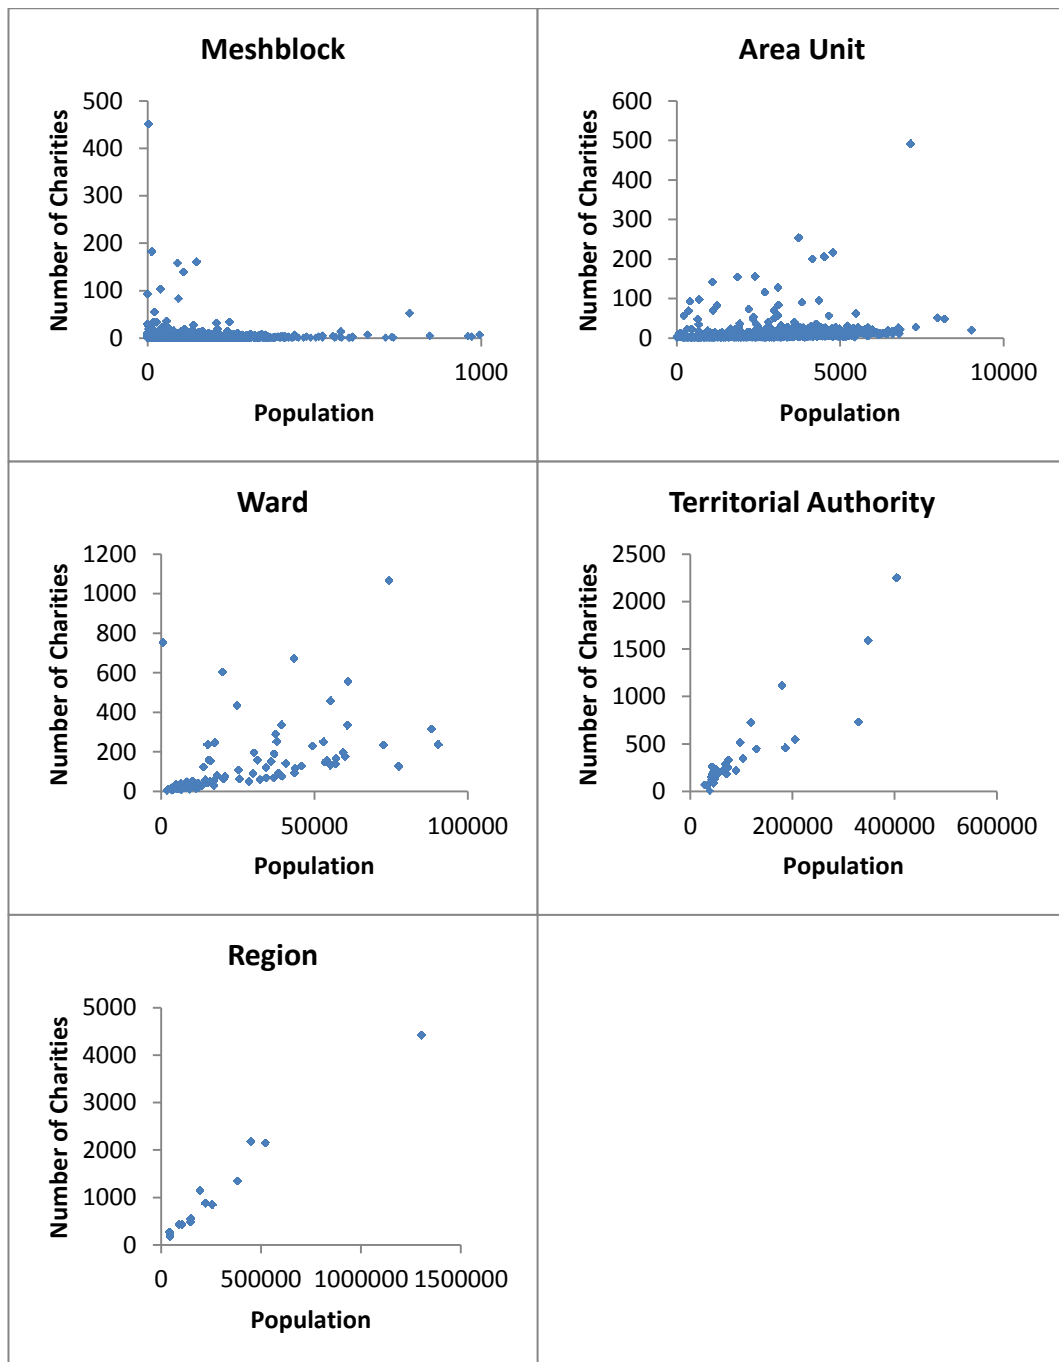 Meshblock
Number of Charities
500
400
300
200
100
0
0 1000
Population
Area Unit
Number of Charities
600
500
400
300
200
100
0
0 5000 10000
Population
Ward
Number of Charities
1200
1000
800
600
400
200
0
0 50000 100000
Population
Territorial Authority
Number of Charities
2500
2000
1500
1000
500
0
0 200000 400000 600000
Population
Region
Number of Charities
5000
4000
3000
2000
1000
0
0 500000 1000000 1500000
Population